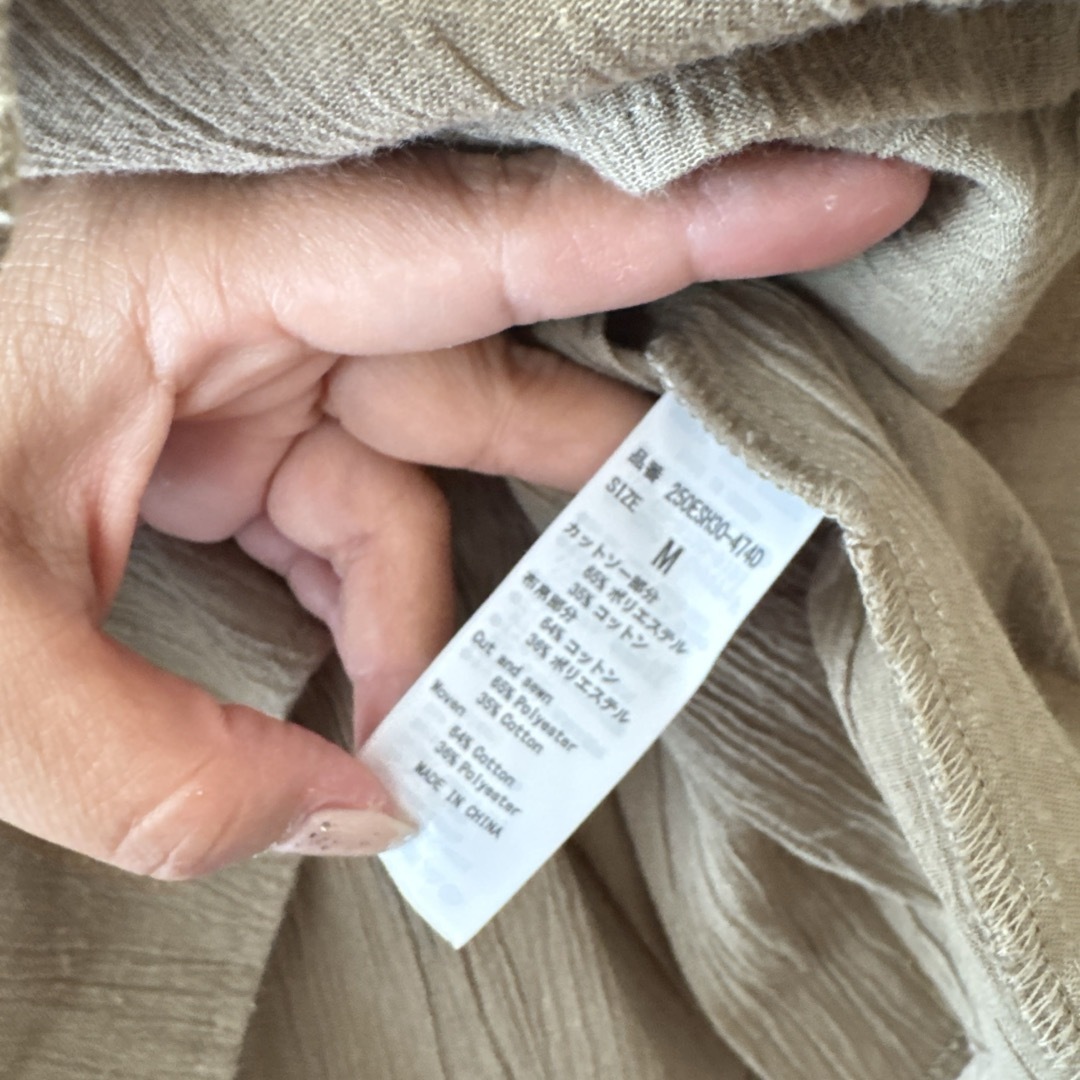 品番 250ESH30-474D
SIZE M
カットソー部分
65% ポリエステル
35% コットン
布帛部分
64% コットン
36% ポリエステル
Cut and sewn
65% Polyester
35% Cotton
Woven
64% Cotton
36% Polyester
MADE IN CHINA